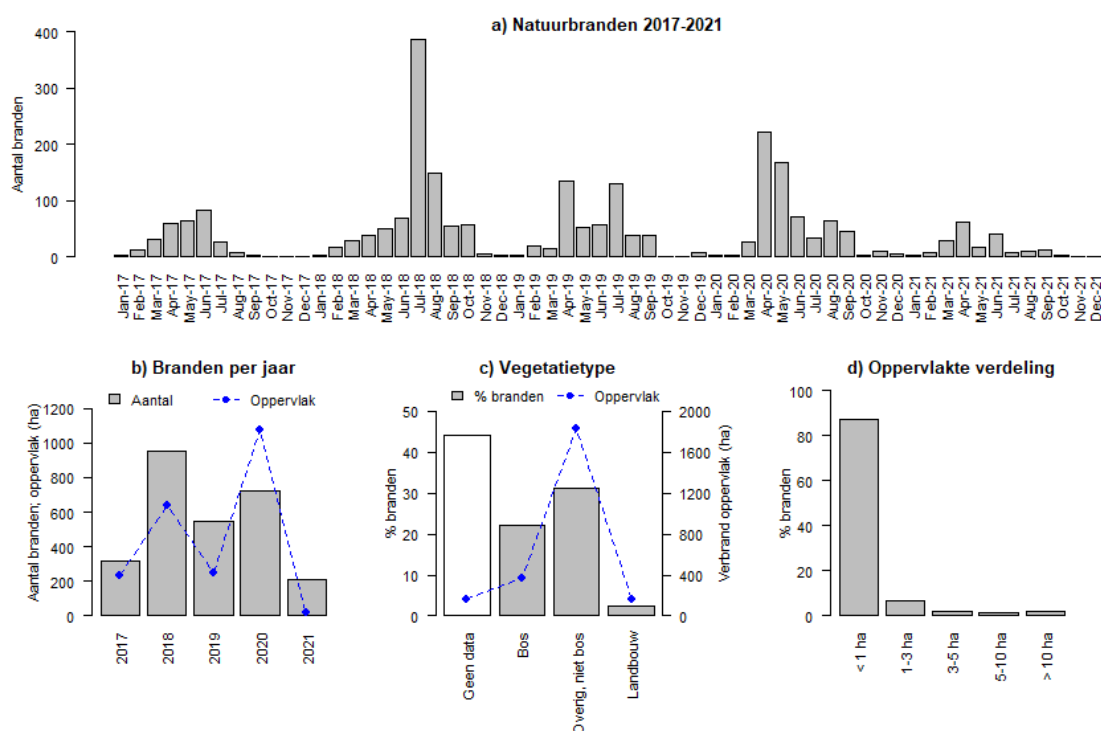 a) Natuurbranden 2017-2021
Aantal branden
400
300
200
100
0
Jan-17
Feb-17
Mar-17
Apr-17
May-17
Jun-17
Jul-17
Aug-17
Sep-17
Oct-17
Nov-17
Dec-17
Jan-18
Feb-18
Mar-18
Apr-18
May-18
Jun-18
Jul-18
Aug-18
Sep-18
Oct-18
Nov-18
Dec-18
Jan-19
Feb-19
Mar-19
Apr-19
May-19
Jun-19
Jul-19
Aug-19
Sep-19
Oct-19
Nov-19
Dec-19
Jan-20
Feb-20
Mar-20
Apr-20
May-20
Jun-20
Jul-20
Aug-20
Sep-20
Oct-20
Nov-20
Dec-20
Jan-21
Feb-21
Mar-21
Apr-21
May-21
Jun-21
Jul-21
Aug-21
Sep-21
Oct-21
Nov-21
Dec-21
b) Branden per jaar
Aantal
Oppervlak
Aantal branden; oppervlak (ha)
1200
1000
800
600
400
200
0
2017
2018
2019
2020
2021
c) Vegetatietype
% branden
Oppervlak
% branden
50
40
30
20
10
0
2000
1600
1200
800
400
0
Verbrand oppervlak (ha)
Geen data
Bos
Overig, niet bos
Landbouw
d) Oppervlakte verdeling
% branden
100
80
60
40
20
0
< 1 ha
1-3 ha
3-5 ha
5-10 ha
> 10 ha